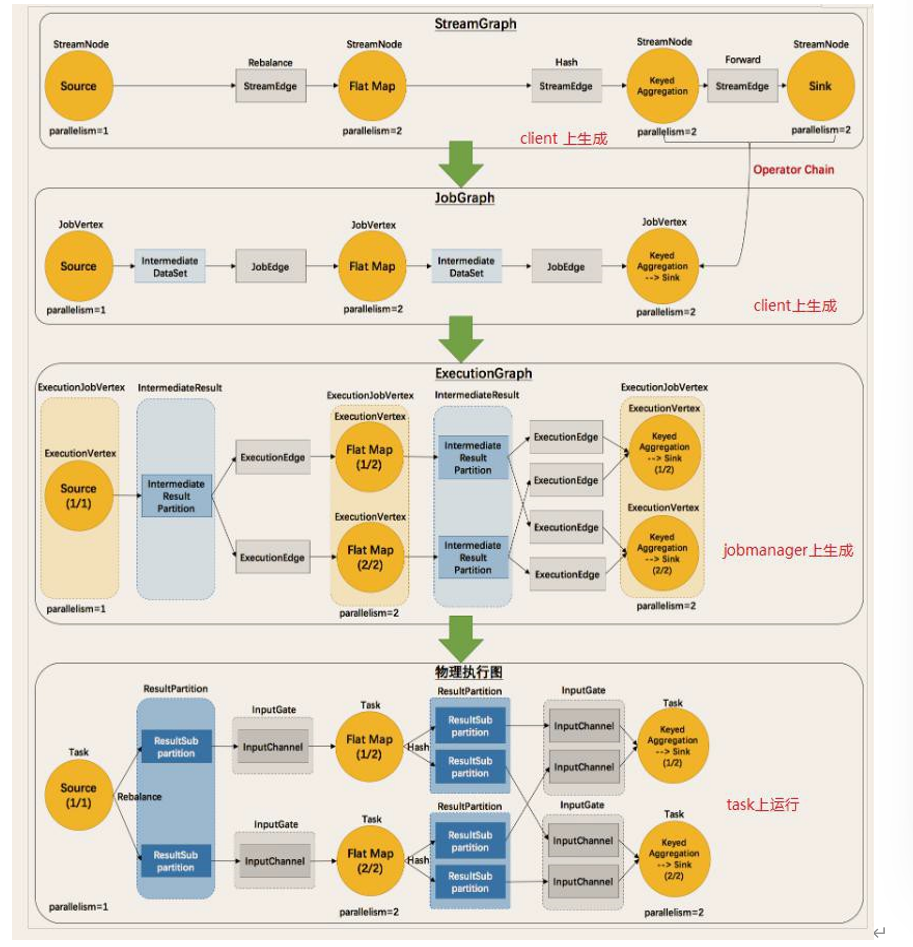 StreamGraph
StreamNode
StreamNode
StreamNode
StreamNode
Rebalance
Hash
Forward
Source
StreamEdge
Flat Map
StreamEdge
Keyed
Aggregation
StreamEdge
Sink
parallelism=1
parallelism=2
parallelism=2
parallelism=2
client 上生成
Operator Chain
JobGraph
JobVertex
JobVertex
JobVertex
Source
Intermediate
DataSet
JobEdge
Flat Map
Intermediate
DataSet
JobEdge
Keyed
Aggregation
--> Sink
parallelism=1
parallelism=2
parallelism=2
client上生成
ExecutionGraph
ExecutionJobVertex
IntermediateResult
ExecutionJobVertex
IntermediateResult
ExecutionJobVertex
ExecutionVertex
Source
(1/1)
Intermediate
Result
Partition
ExecutionEdge
ExecutionEdge
ExecutionVertex
Flat Map
(1/2)
ExecutionVertex
Flat Map
(2/2)
Intermediate
Result
Partition
Intermediate
Result
Partition
ExecutionEdge
ExecutionEdge
ExecutionEdge
ExecutionEdge
ExecutionVertex
Keyed
Aggregation
--> Sink
(1/2)
ExecutionVertex
Keyed
Aggregation
--> Sink
(2/2)
jobmanager上生成
parallelism=1
parallelism=2
parallelism=2
物理执行图
ResultPartition
Task
Source
(1/1)
Rebalance
ResultSub
partition
ResultSub
partition
InputGate
InputChannel
InputGate
InputChannel
Task
Flat Map
(1/2)
Hash
Task
Flat Map
(2/2)
Hash
ResultPartition
ResultSub
partition
ResultSub
partition
ResultPartition
ResultSub
partition
ResultSub
partition
InputGate
InputChannel
InputChannel
InputGate
InputChannel
InputChannel
Task
Keyed
Aggregation
--> Sink
(1/2)
Task
Keyed
Aggregation
--> Sink
(2/2)
task上运行
parallelism=1
parallelism=2
parallelism=2